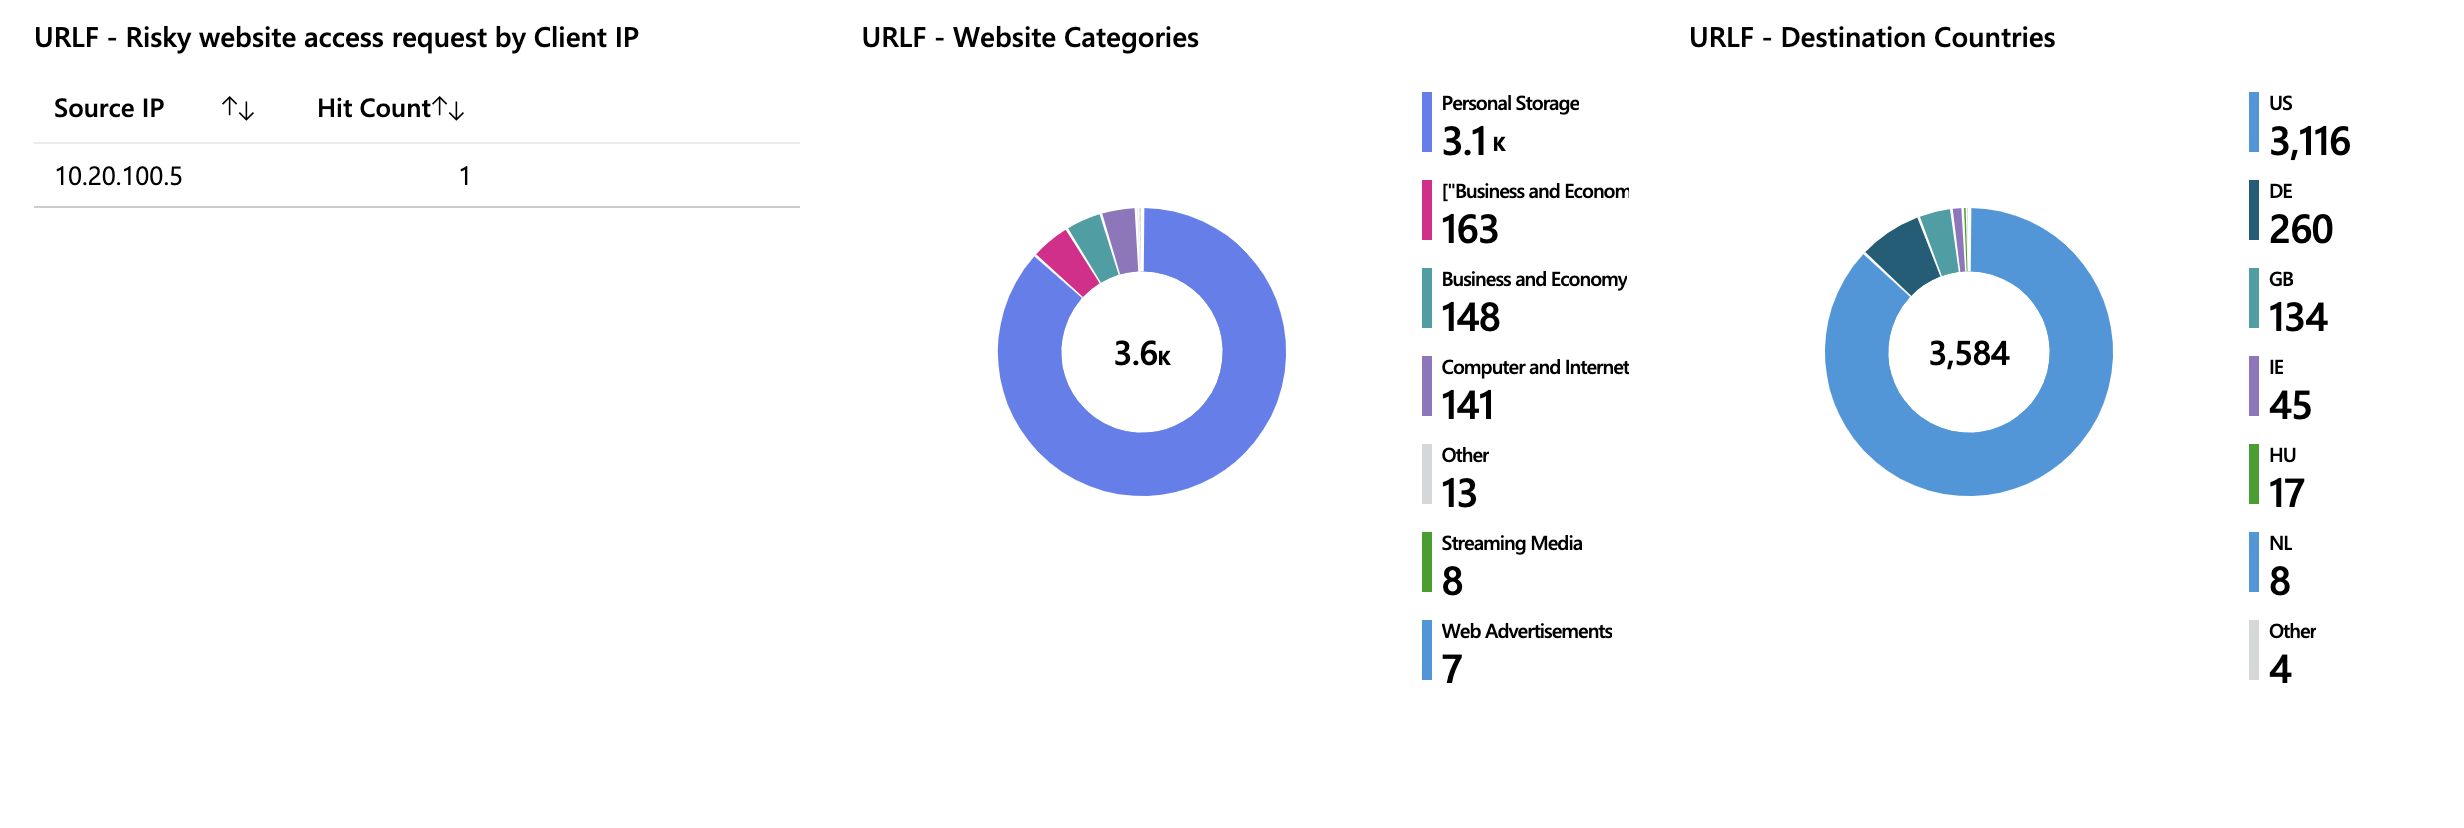 URLF - Risky website access request by Client IP
Source IP ↑↓ Hit Count↑↓
10.20.100.5 1
URLF - Website Categories
3.6K
Personal Storage
3.1 K
["Business and Econom
163
Business and Economy
148
Computer and Internet
141
Other
13
Streaming Media
8
Web Advertisements
7
URLF - Destination Countries
3,584
US
3,116
DE
260
GB
134
IE
45
HU
17
NL
8
Other
4